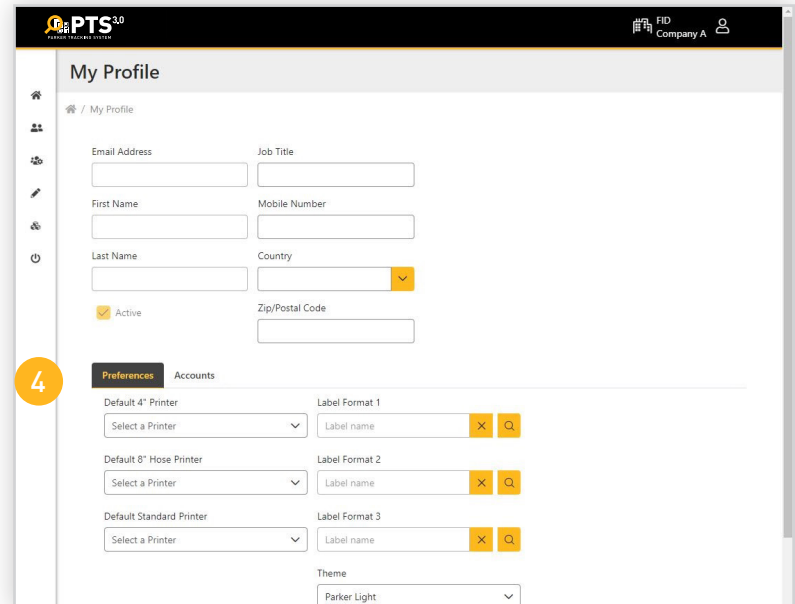 PTS 3.0
PARKER TRACKING SYSTEM
FID
Company A
My Profile
/ My Profile
Email Address
Job Title
First Name
Mobile Number
Last Name
Country
Active
Zip/Postal Code
4
Preferences
Accounts
Default 4" Printer
Label Format 1
Select a Printer
Label name
Default 8" Hose Printer
Label Format 2
Select a Printer
Label name
Default Standard Printer
Label Format 3
Select a Printer
Label name
Theme
Parker Light